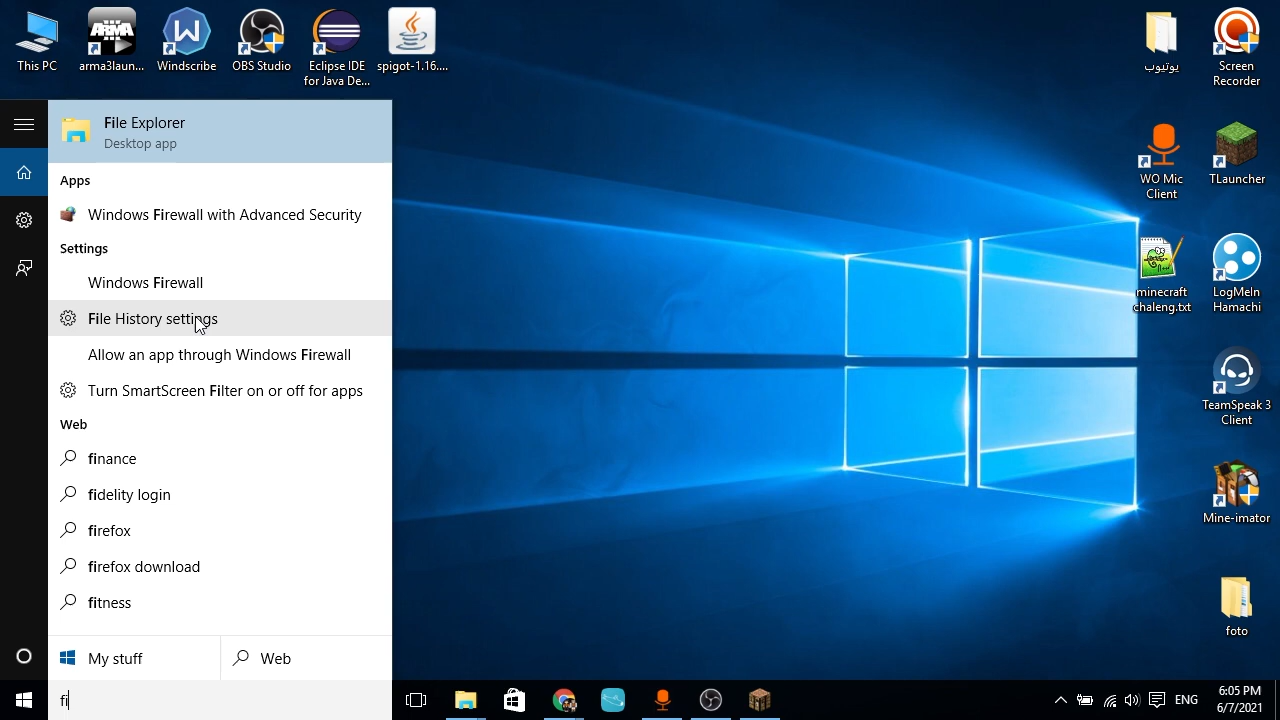 This PC
arma3laun...
Windscribe
OBS Studio
Eclipse IDE
for Java De...
spigot-1.16....
يوتيوب
Screen
Recorder
File Explorer
Desktop app
Apps
Windows Firewall with Advanced Security
Settings
Windows Firewall
File History settings
Allow an app through Windows Firewall
Turn SmartScreen Filter on or off for apps
Web
finance
fidelity login
firefox
firefox download
fitness
My stuff
Web
fi
WO Mic
Client
TLauncher
minecraft
chaleng.txt
LogMeIn
Hamachi
TeamSpeak 3
Client
Mine-imator
foto
ENG
6:05 PM
6/7/2021